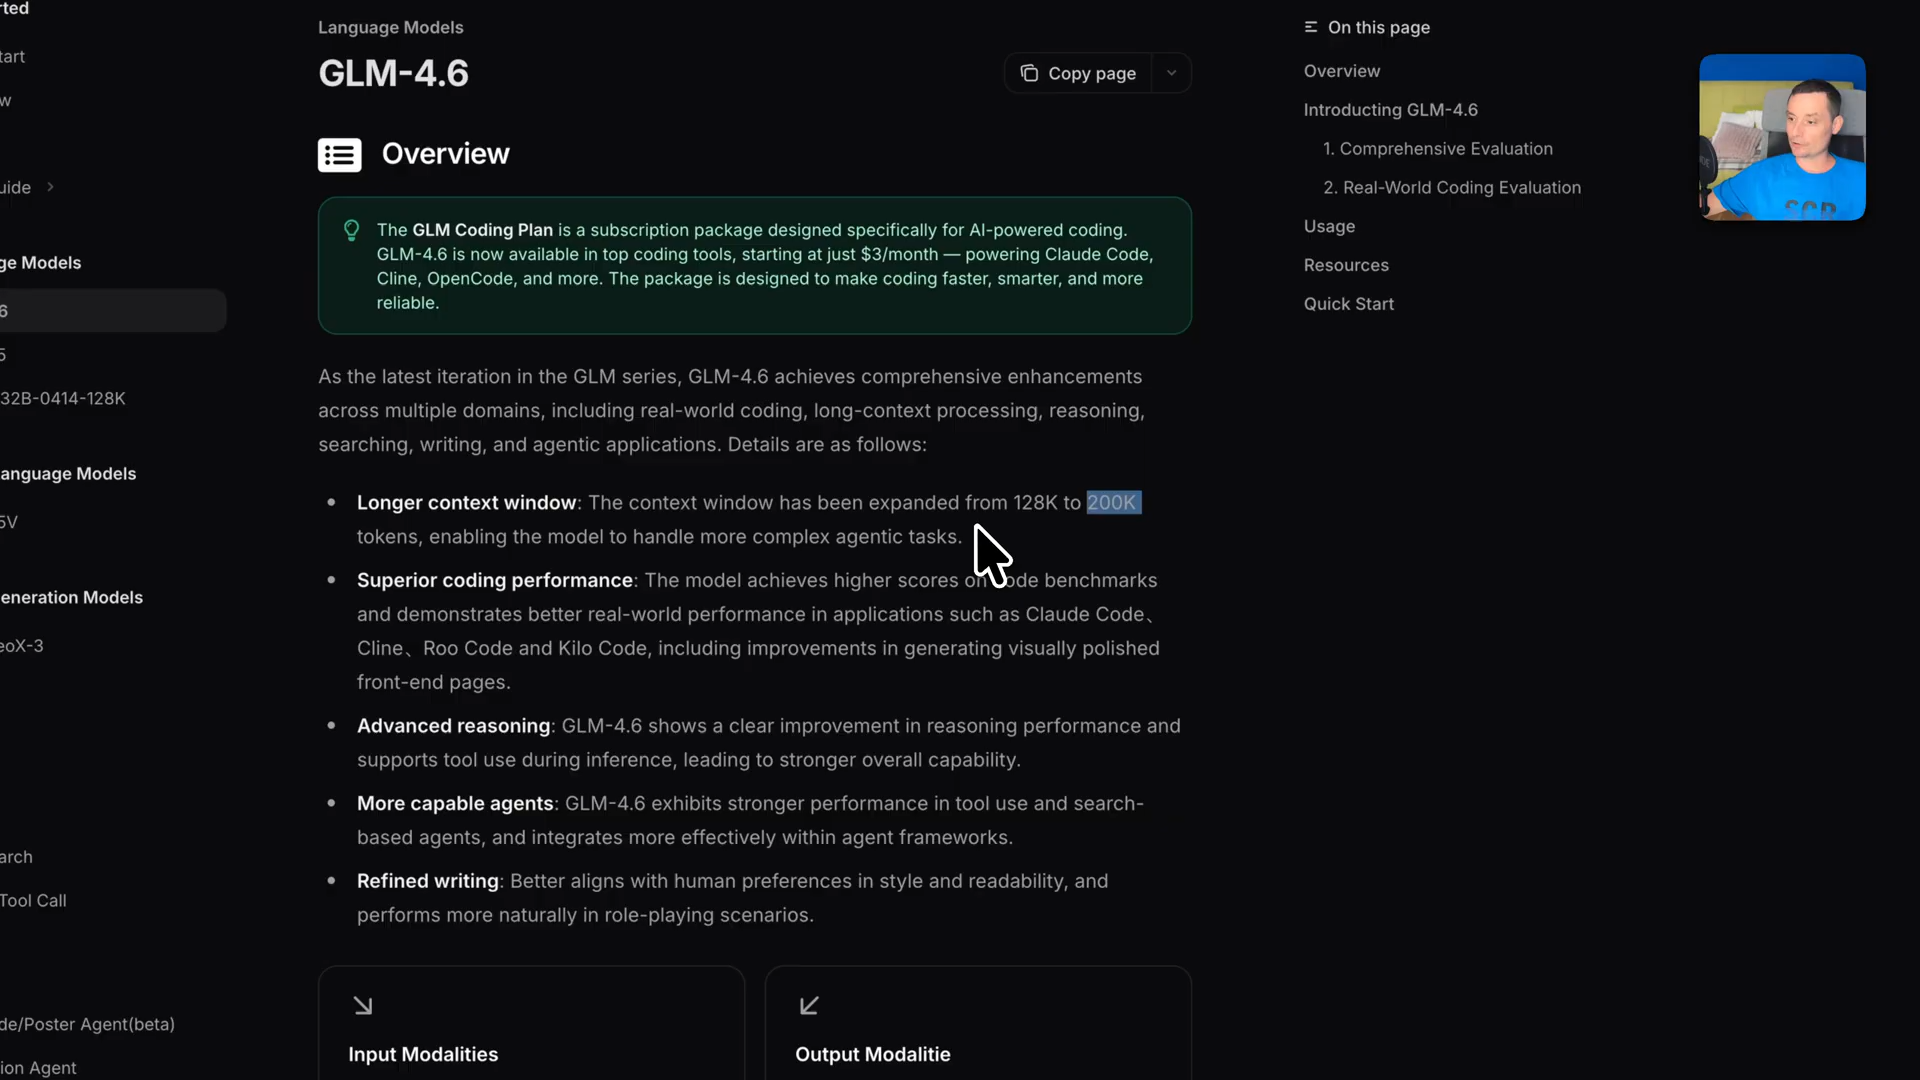 rted
tart
w
uide
ge Models
6
5
32B-0414-128K
anguage Models
5V
eneration Models
eoX-3
arch
Tool Call
de/Poster Agent(beta)
ion Agent
Language Models
GLM-4.6
Copy page
Overview
The GLM Coding Plan is a subscription package designed specifically for AI-powered coding.
GLM-4.6 is now available in top coding tools, starting at just $3/month — powering Claude Code,
Cline, OpenCode, and more. The package is designed to make coding faster, smarter, and more
reliable.
As the latest iteration in the GLM series, GLM-4.6 achieves comprehensive enhancements
across multiple domains, including real-world coding, long-context processing, reasoning,
searching, writing, and agentic applications. Details are as follows:
• Longer context window: The context window has been expanded from 128K to 200K
tokens, enabling the model to handle more complex agentic tasks.
• Superior coding performance: The model achieves higher scores on code benchmarks
and demonstrates better real-world performance in applications such as Claude Code、
Cline、Roo Code and Kilo Code, including improvements in generating visually polished
front-end pages.
• Advanced reasoning: GLM-4.6 shows a clear improvement in reasoning performance and
supports tool use during inference, leading to stronger overall capability.
• More capable agents: GLM-4.6 exhibits stronger performance in tool use and search-
based agents, and integrates more effectively within agent frameworks.
• Refined writing: Better aligns with human preferences in style and readability, and
performs more naturally in role-playing scenarios.
Input Modalities
Output Modalitie
On this page
Overview
Introducing GLM-4.6
1. Comprehensive Evaluation
2. Real-World Coding Evaluation
Usage
Resources
Quick Start